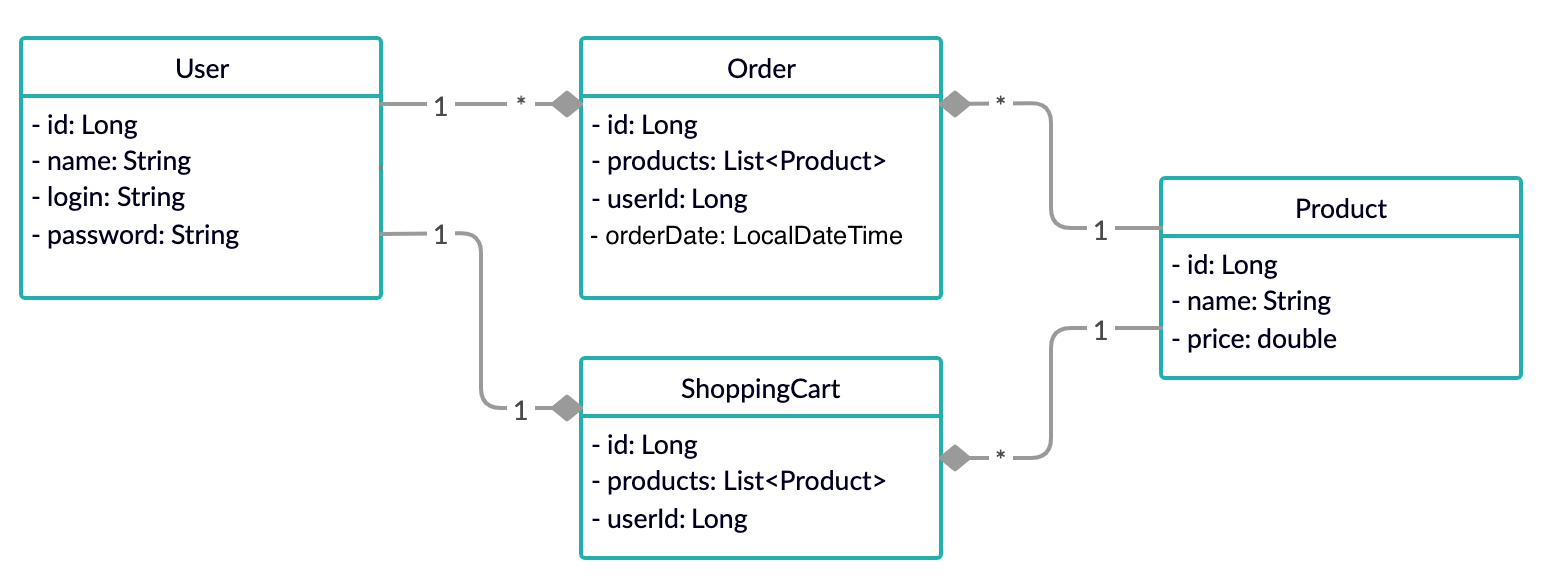 User
- id: Long
- name: String
- login: String
- password: String
1
*
1
1
Order
- id: Long
- products: List<Product>
- userId: Long
- orderDate: LocalDateTime
ShoppingCart
- id: Long
- products: List<Product>
- userId: Long
*
1
1
*
Product
- id: Long
- name: String
- price: double